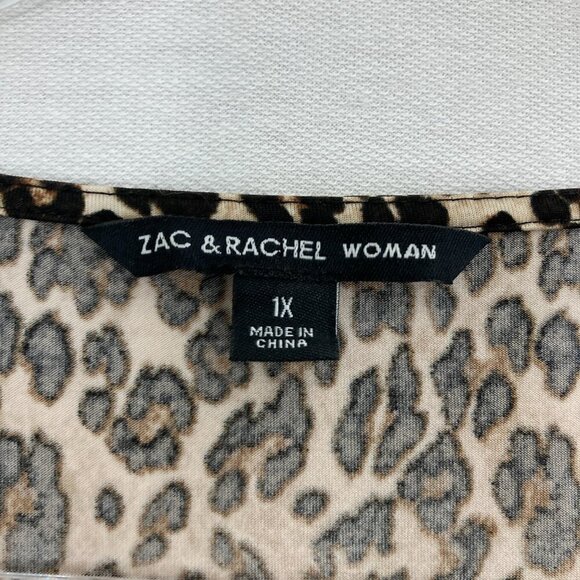 ZAC & RACHEL WOMAN
1X
MADE IN
CHINA